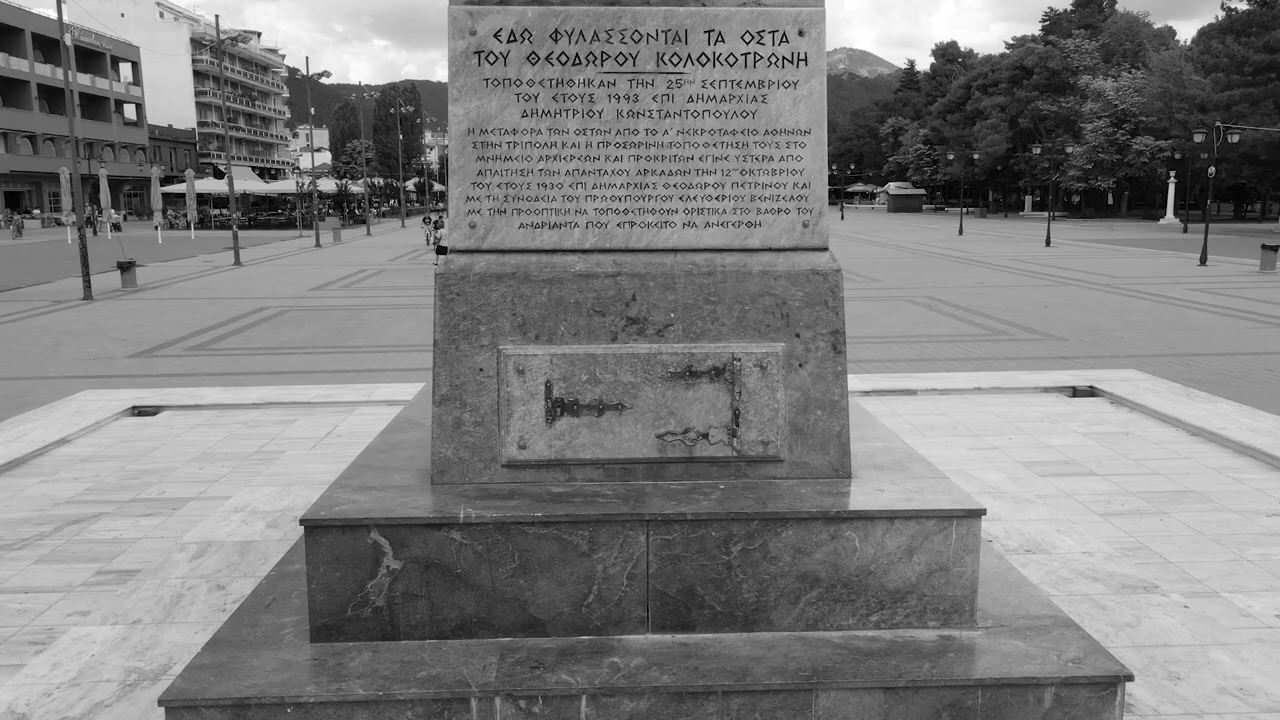 ΕΔΩ ΦΥΛΑΣΣΟΝΤΑΙ ΤΑ ΟΣΤΑ
ΤΟΥ ΘΕΟΔΩΡΟΥ ΚΟΛΟΚΟΤΡΩΝΗ
ΤΟΠΟΘΕΤΗΘΗΚΑΝ ΤΗΝ 25ΗΝ ΣΕΠΤΕΜΒΡΙΟΥ
ΤΟΥ ΕΤΟΥΣ 1993 ΕΠΙ ΔΗΜΑΡΧΙΑΣ
ΔΗΜΗΤΡΙΟΥ ΚΩΝΣΤΑΝΤΟΠΟΥΛΟΥ
Η ΜΕΤΑΦΟΡΑ ΤΩΝ ΟΣΤΩΝ ΑΠΟ ΤΟ Α' ΝΕΚΡΟΤΑΦΕΙΟ ΑΘΗΝΩΝ
ΣΤΗΝ ΤΡΙΠΟΛΗ ΚΑΙ Η ΠΡΟΣΩΡΙΝΗ ΤΟΠΟΘΕΤΗΣΗ ΤΟΥΣ ΣΤΟ
ΜΝΗΜΕΙΟ ΑΡΧΙΕΡΕΩΝ ΚΑΙ ΠΡΟΚΡΙΤΩΝ ΕΓΙΝΕ ΥΣΤΕΡΑ ΑΠΟ
ΑΠΑΙΤΗΣΗ ΤΩΝ ΑΠΑΝΤΑΧΟΥ ΑΡΚΑΔΩΝ ΤΗΝ 12ΗΝ ΟΚΤΩΒΡΙΟΥ
ΤΟΥ ΕΤΟΥΣ 1930 ΕΠΙ ΔΗΜΑΡΧΙΑΣ ΘΕΟΔΩΡΟΥ ΠΕΤΡΙΝΟΥ ΚΑΙ
ΜΕ ΤΗ ΣΥΝΟΔΕΙΑ ΤΟΥ ΠΡΩΘΥΠΟΥΡΓΟΥ ΕΛΕΥΘΕΡΙΟΥ ΒΕΝΙΖΕΛΟΥ
ΜΕ ΤΗΝ ΠΡΟΟΠΤΙΚΗ ΝΑ ΤΟΠΟΘΕΤΗΘΟΥΝ ΟΡΙΣΤΙΚΑ ΣΤΟ ΒΑΘΡΟ ΤΟΥ
ΑΝΔΡΙΑΝΤΑ ΠΟΥ ΕΠΡΟΚΕΙΤΟ ΝΑ ΑΝΕΓΕΡΘΗ